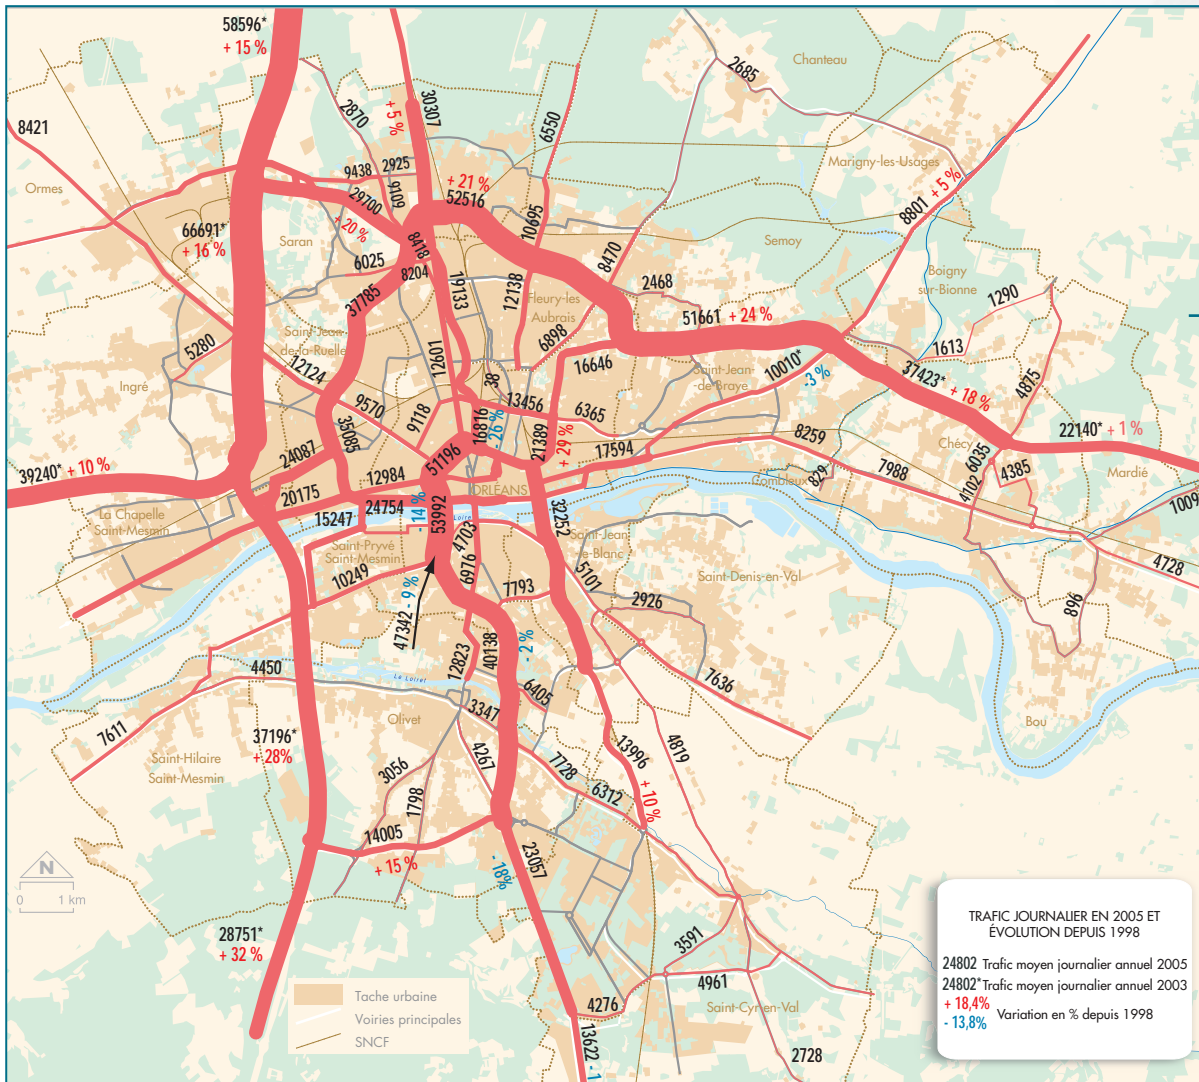 58596*
+ 15 %
30307
+ 5 %
2870
6550
2685
Chanteau
8421
Ormes
9438
2925
9109
29700
+ 20 %
+ 21 %
52516
10695
Marigny-les-Usages
8801 + 5 %
66691*
+ 16 %
Saran
6025
8418
8204
19133
12138
8470
2468
Semoy
Boigny
sur-Bionne
1290
37785
Fleury-les
Aubrais
6898
51661 + 24 %
1613
5280
Saint-Jean
de-la-Ruelle
12124
12601
38
16646
Saint-Jean
de-Braye
10010*
-3 %
37423* + 18 %
4875
Ingré
9570
9118
16816
- 26 %
13456
6365
21389
+ 29 %
17594
8259
Chécy
22140* + 1 %
39240* + 10 %
24087
35085
51196
12984
ORLÉANS
7988
829
Combleux
6035
4102
4385
Mardié
1009
20175
La Chapelle
Saint-Mesmin
15247
24754
- 14 %
53992
Loire
4703
32252
Saint-Jean
-le-Blanc
Saint-Pryvé
Saint-Mesmin
10249
6976
5101
Saint-Denis-en-Val
4728
7793
2926
896
47342 - 9 %
12823
40138
- 2 %
4450
Le Loiret
6405
7636
7611
Olivet
3347
Bou
Saint-Hilaire
Saint-Mesmin
37196*
+ 28%
3056
4267
7728
13996
+ 10 %
4819
1798
6312
14005
+ 15 %
23057
- 18%
N
0 1 km
28751*
+ 32 %
3591
4961
4276
Saint-Cyr-en-Val
13622 - 1
2728
Tache urbaine
Voiries principales
SNCF
TRAFIC JOURNALIER EN 2005 ET
ÉVOLUTION DEPUIS 1998
24802 Trafic moyen journalier annuel 2005
24802* Trafic moyen journalier annuel 2003
+ 18,4%
- 13,8%
Variation en % depuis 1998